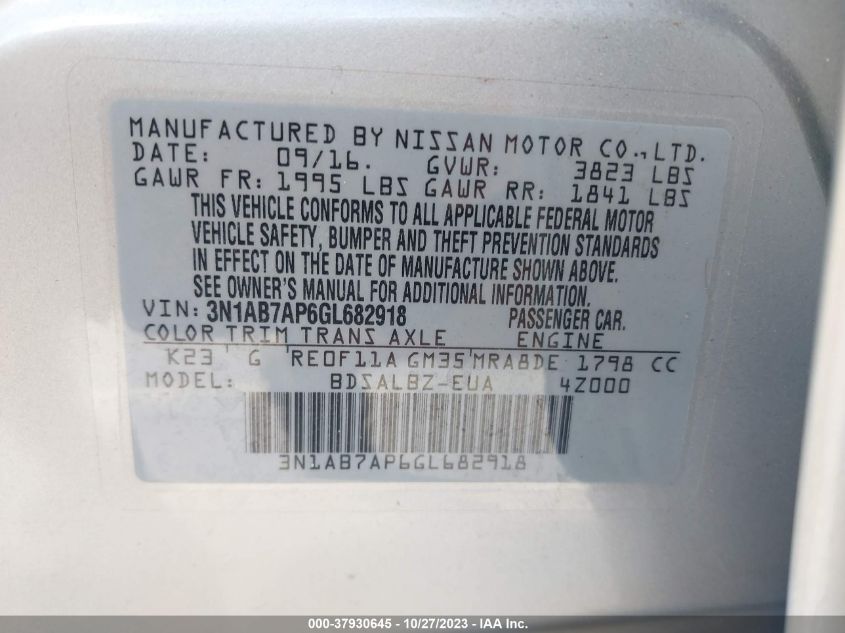 MANUFACTURED BY NISSAN MOTOR CO.,LTD.
DATE: 09/16. GVWR: 3823 LBS
GAWR FR: 1995 LBS GAWR RR: 1841 LBS
THIS VEHICLE CONFORMS TO ALL APPLICABLE FEDERAL MOTOR
VEHICLE SAFETY, BUMPER AND THEFT PREVENTION STANDARDS
IN EFFECT ON THE DATE OF MANUFACTURE SHOWN ABOVE.
SEE OWNER'S MANUAL FOR ADDITIONAL INFORMATION.
VIN: 3N1AB7AP6GL682918 PASSENGER CAR.
COLOR TRIM TRANS AXLE ENGINE
K23 G RE0F11A GM35 MRA8DE 1798 CC
MODEL: BDSALBZ-EUA 4Z000
3N1AB7AP6GL682918
000-37930645 - 10/27/2023 - IAA, Inc.